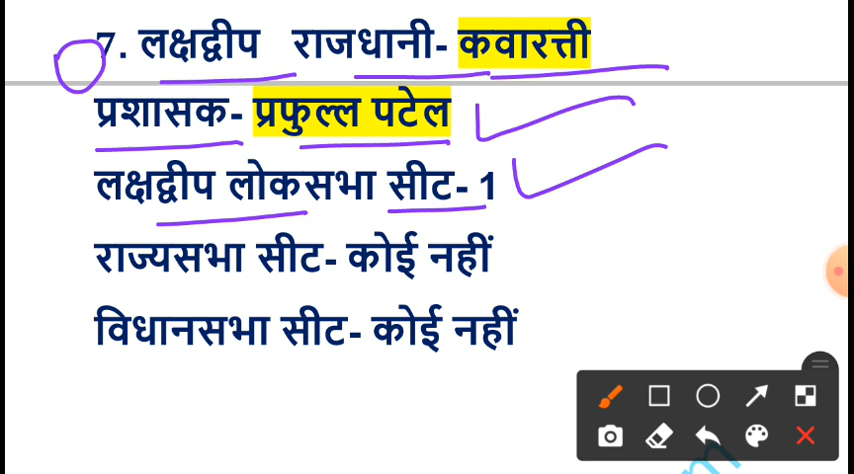 7. लक्षद्वीप राजधानी- कवारत्ती
प्रशासक- प्रफुल्ल पटेल
लक्षद्वीप लोकसभा सीट- 1
राज्यसभा सीट- कोई नहीं
विधानसभा सीट- कोई नहीं